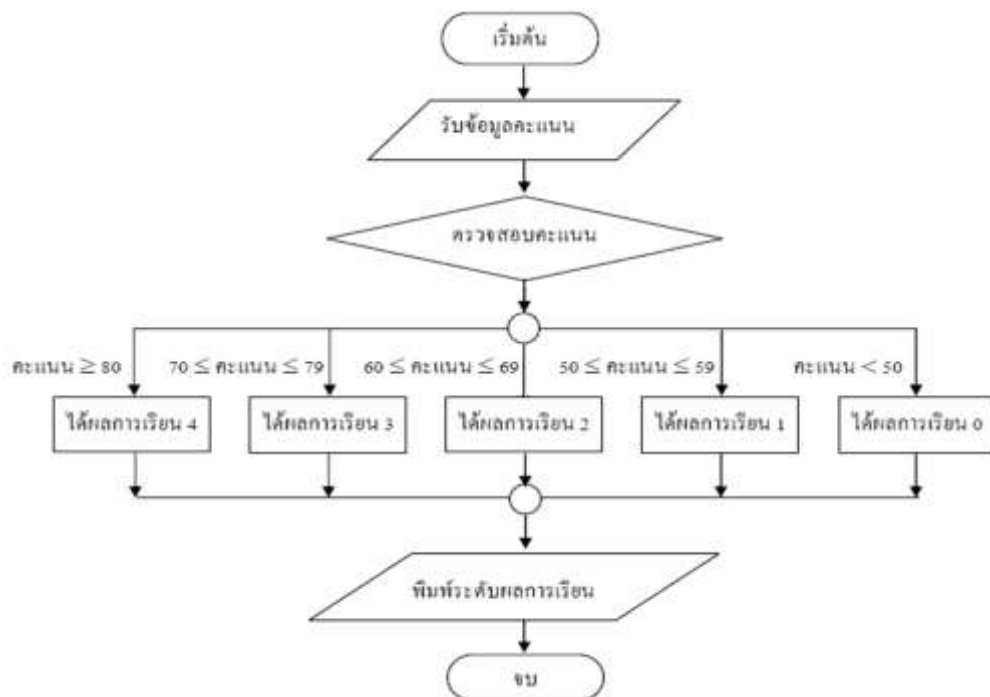 เริ่มต้น
รับข้อมูลคะแนน
ตรวจสอบคะแนน
คะแนน ≥ 80
70 ≤ คะแนน ≤ 79
60 ≤ คะแนน ≤ 69
50 ≤ คะแนน ≤ 59
คะแนน < 50
ได้ผลการเรียน 4
ได้ผลการเรียน 3
ได้ผลการเรียน 2
ได้ผลการเรียน 1
ได้ผลการเรียน 0
พิมพ์ระดับผลการเรียน
จบ